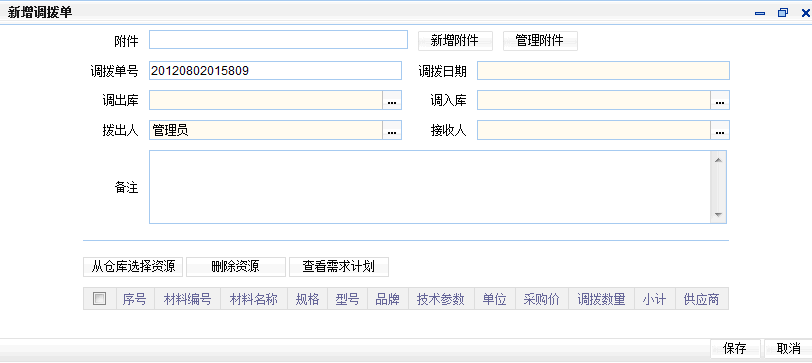 新增调拨单
附件 新增附件 管理附件
调拨单号 20120802015809 调拨日期
调出库 ... 调入库 ...
拨出人 管理员 ... 接收人 ...
备注
从仓库选择资源 删除资源 查看需求计划
序号 材料编号 材料名称 规格 型号 品牌 技术参数 单位 采购价 调拨数量 小计 供应商
保存 取消